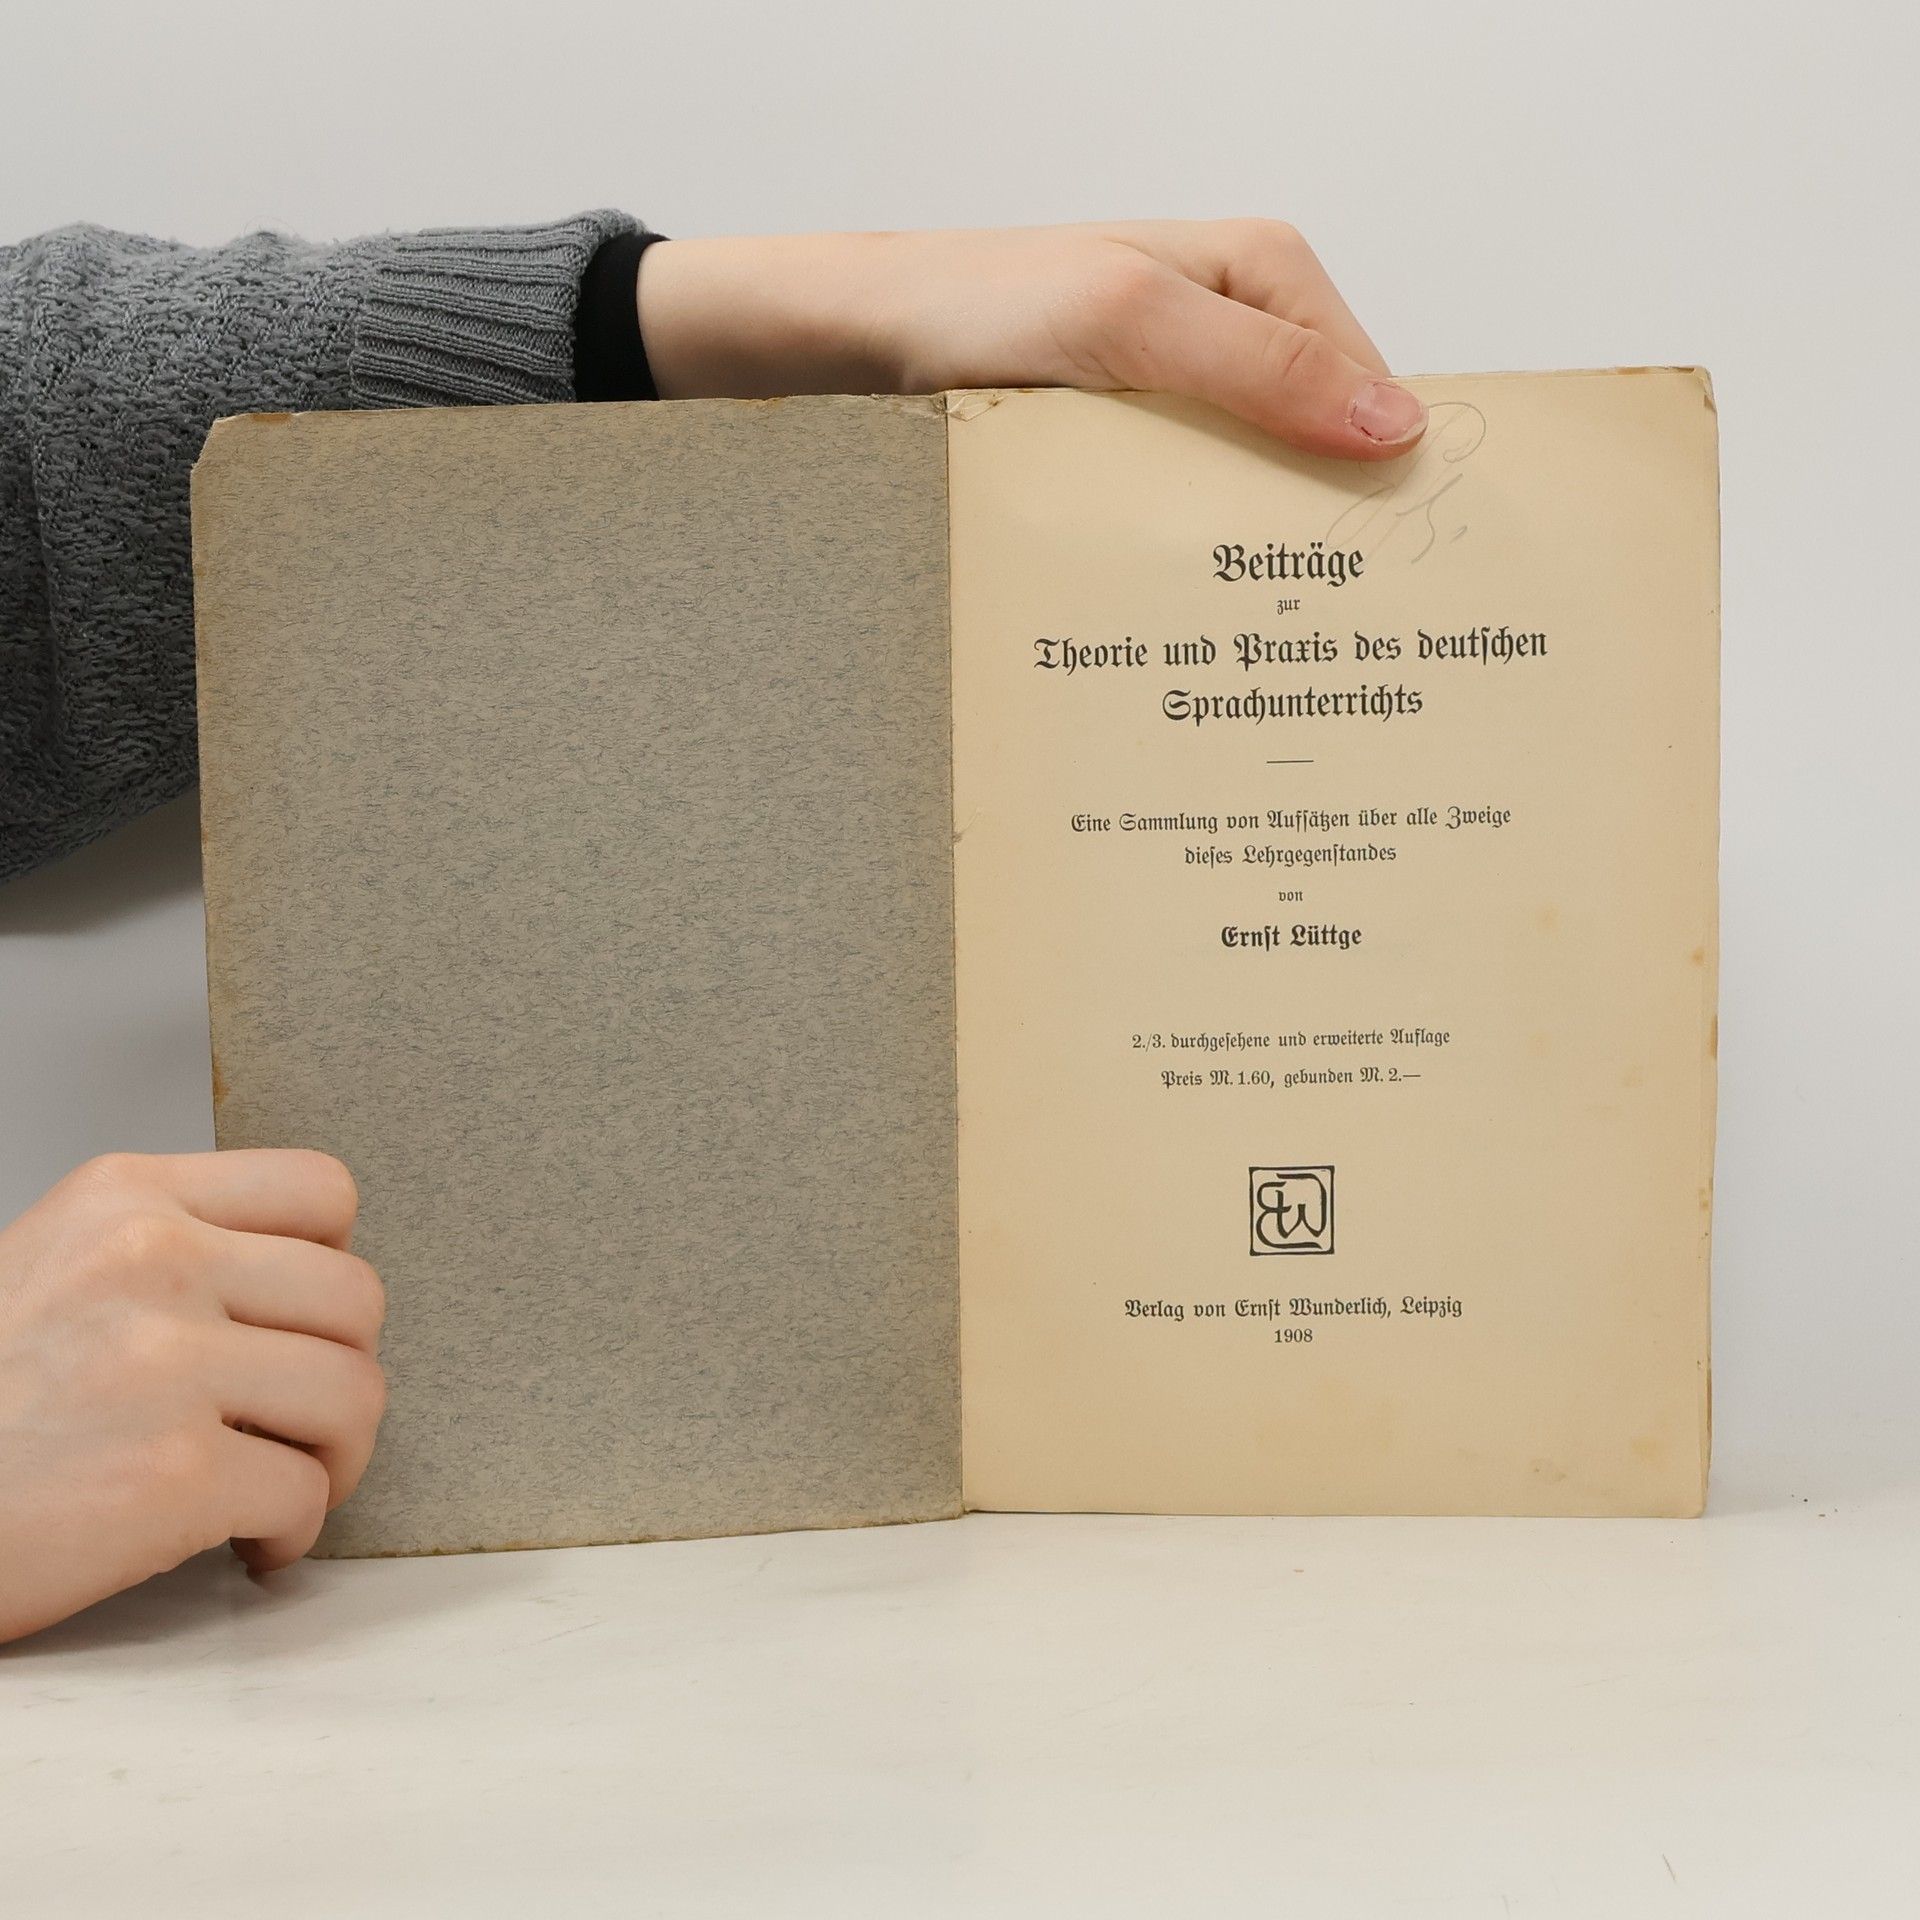 Beiträge
zur
Theorie und Praxis des deutſchen
Sprachunterrichts
Eine Sammlung von Aufſätzen über alle Zweige
dieſes Lehrgegenſtandes
von
Ernſt Lüttge
2./3. durchgeſehene und erweiterte Auflage
Preis M. 1.60, gebunden M. 2.—
EW
Verlag von Ernſt Wunderlich, Leipzig
1908